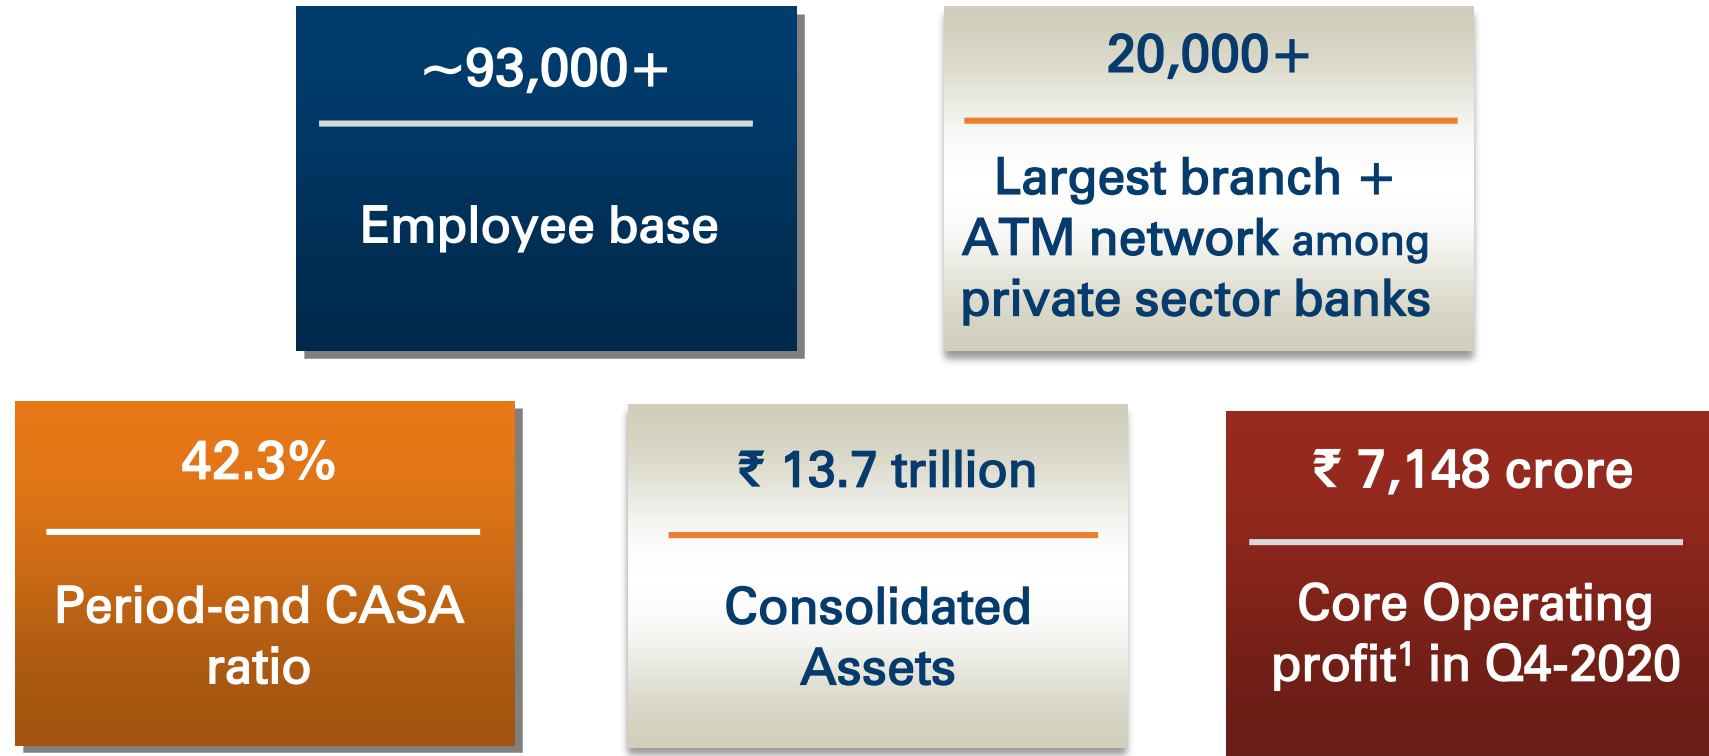 ~93,000+
Employee base
20,000+
Largest branch +
ATM network among
private sector banks
42.3%
Period-end CASA
ratio
₹ 13.7 trillion
Consolidated
Assets
₹ 7,148 crore
Core Operating
profit¹ in Q4-2020